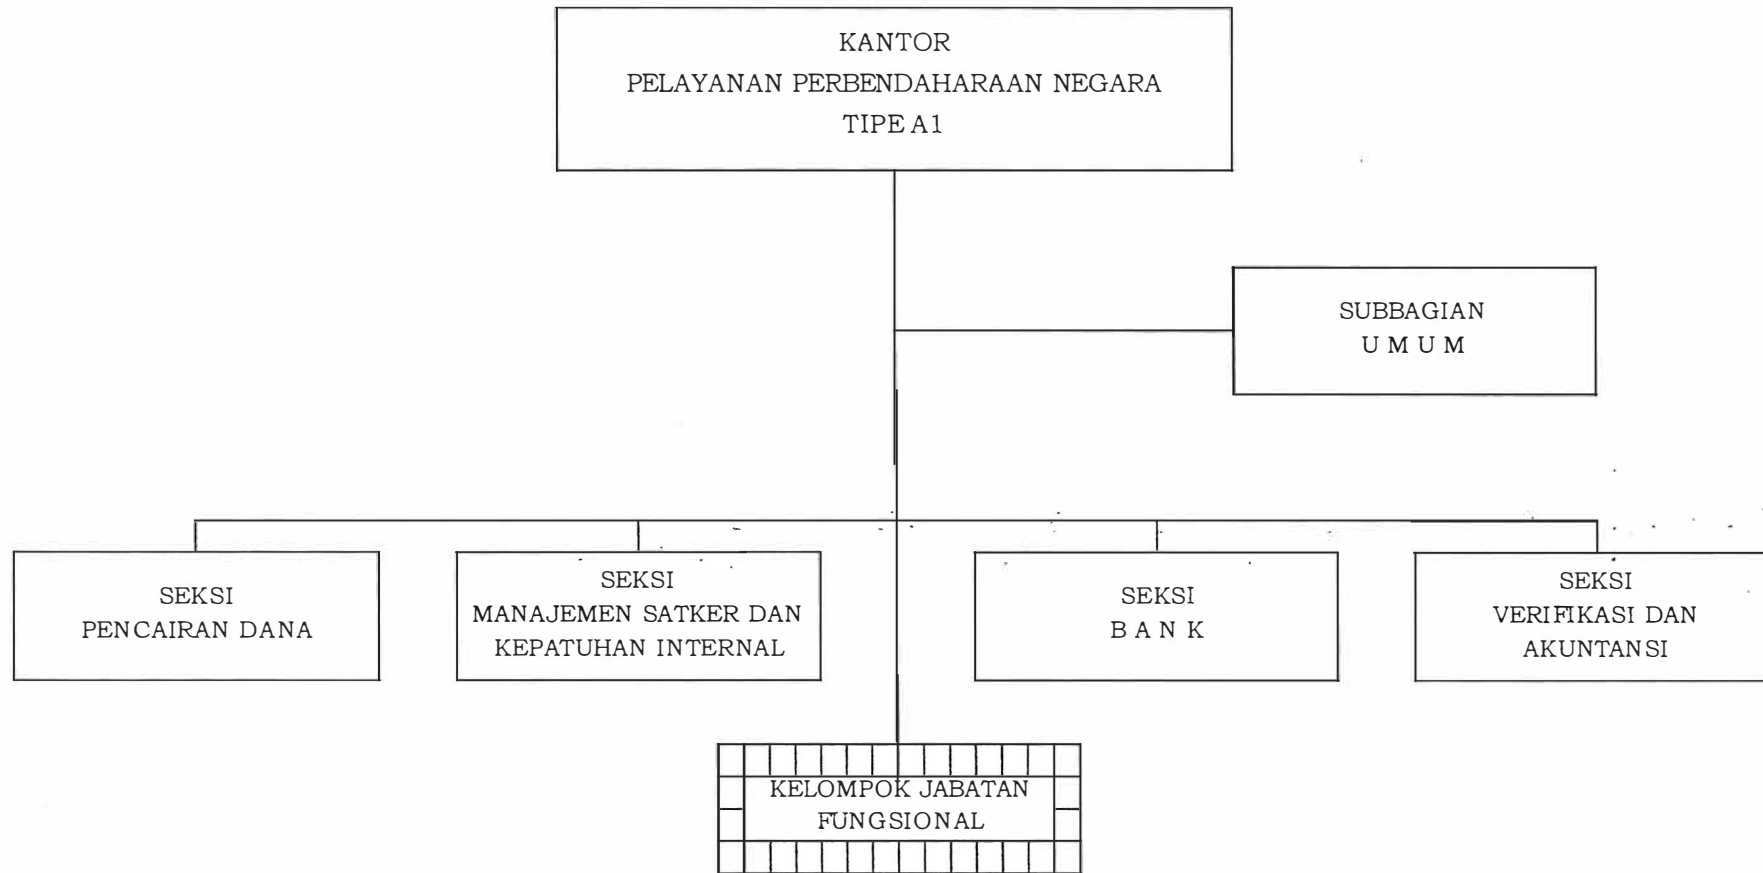 KANTOR
PELAYANAN PERBENDAHARAAN NEGARA
TIPE A1
SUBBAGIAN
U M U M
SEKSI
PENCAIRAN DANA
SEKSI
MANAJEMEN SATKER DAN
KEPATUHAN INTERNAL
SEKSI
B A N K
SEKSI
VERIFIKASI DAN
AKUNTANSI
KELOMPOK JABATAN
FUNGSIONAL